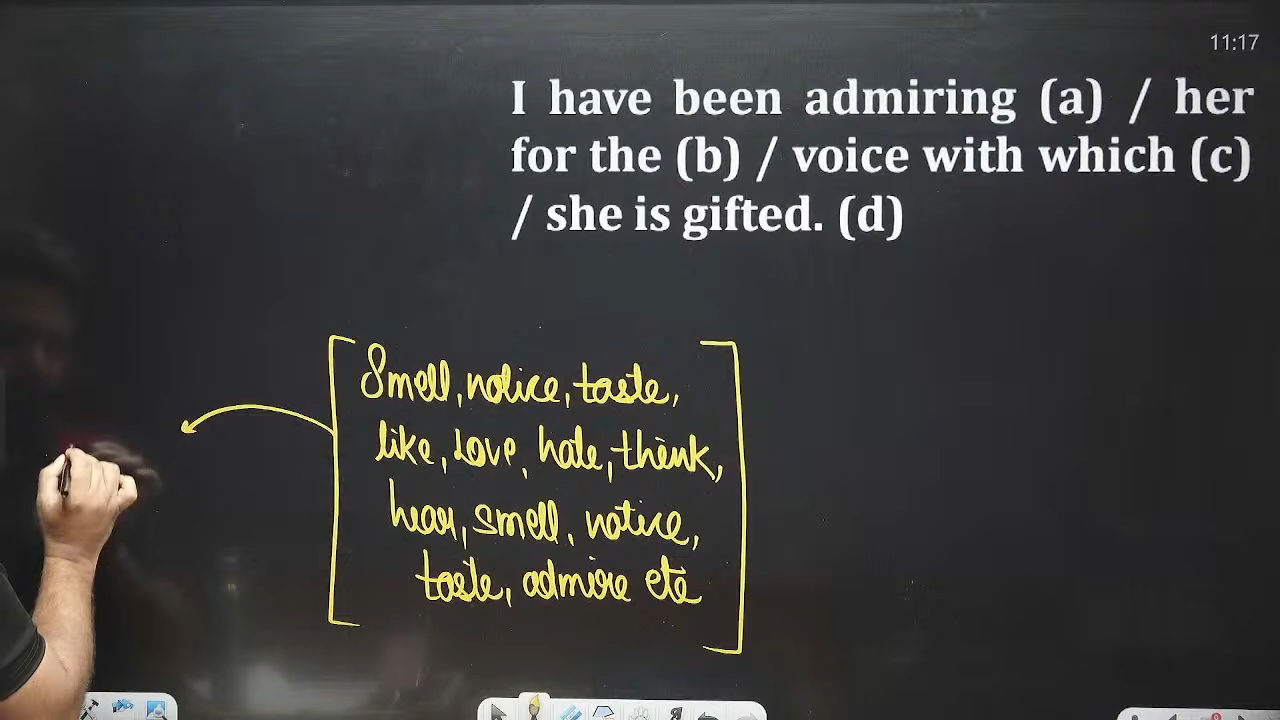 11:17
I have been admiring (a) / her
for the (b) / voice with which (c)
/ she is gifted. (d)
Smell, notice, taste,
like, Love, hate, think,
hear, smell, notice,
taste, admire etc